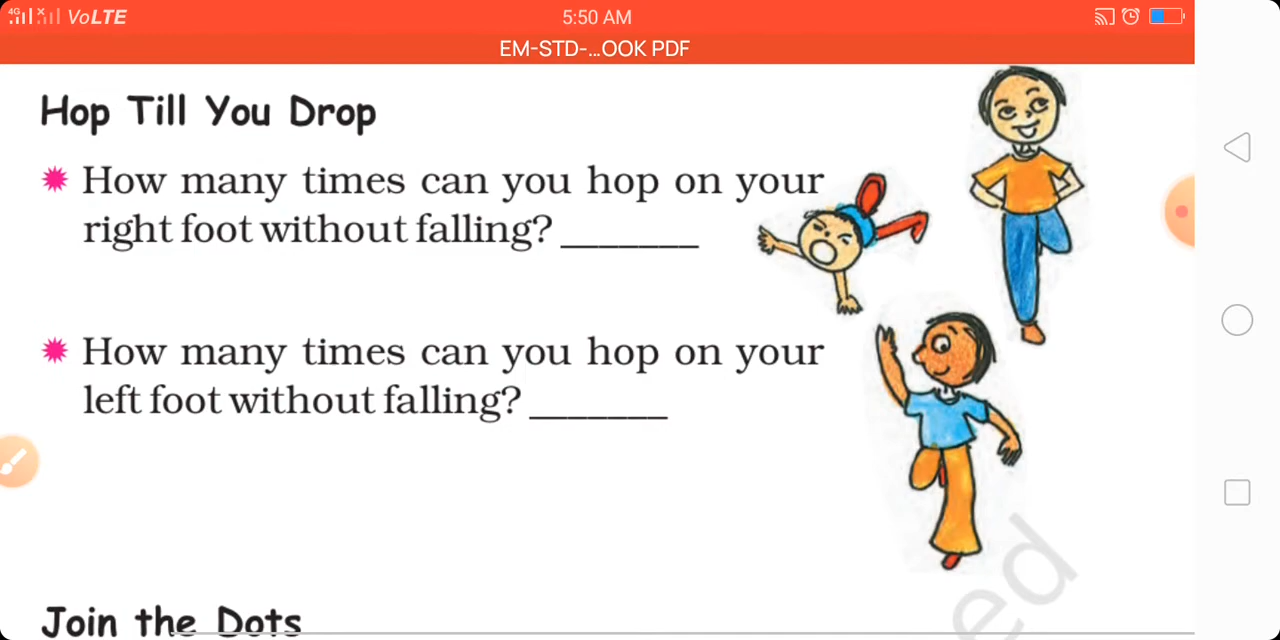 4G VoLTE 5:50 AM
EM-STD-...OOK PDF
Hop Till You Drop
How many times can you hop on your
right foot without falling? _______
How many times can you hop on your
left foot without falling? _______
ed
Join the Dots